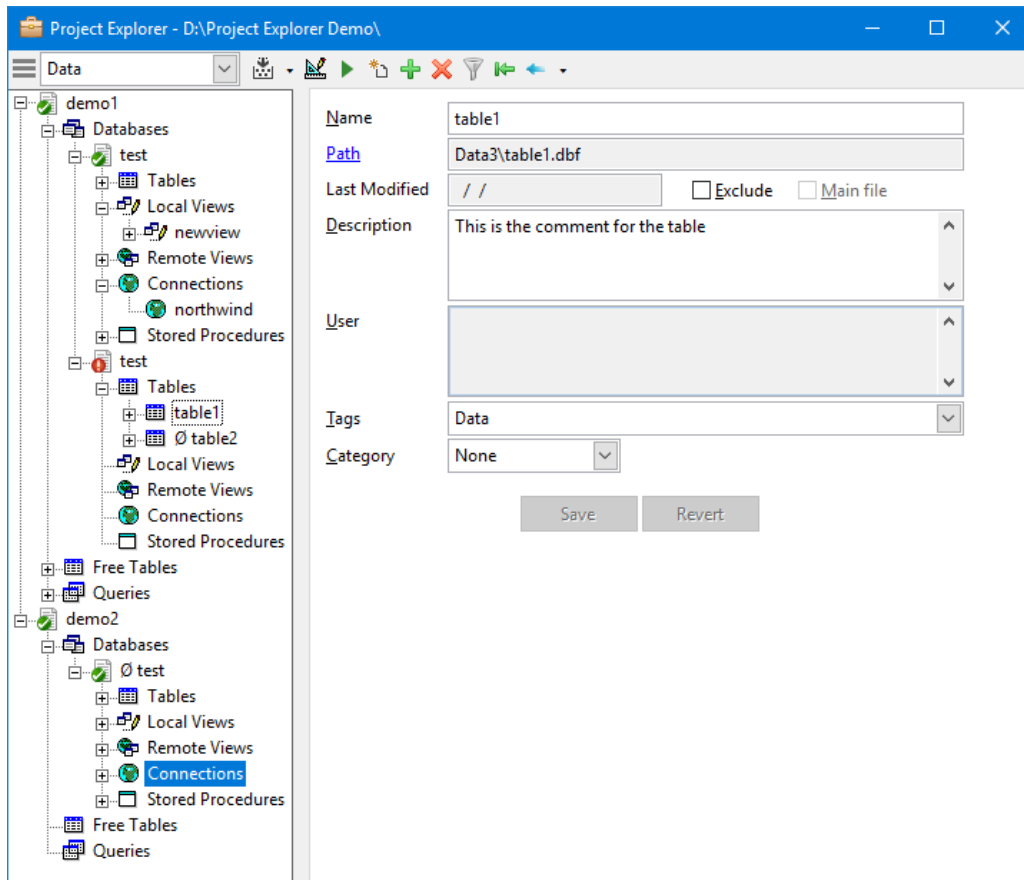 Project Explorer - D:\Project Explorer Demo\
Data
demo1
Databases
test
Tables
Local Views
newview
Remote Views
Connections
northwind
Stored Procedures
test
Tables
table1
Ø table2
Local Views
Remote Views
Connections
Stored Procedures
Free Tables
Queries
demo2
Databases
Ø test
Tables
Local Views
Remote Views
Connections
Stored Procedures
Free Tables
Queries
Name table1
Path Data3\table1.dbf
Last Modified / / Exclude Main file
Description This is the comment for the table
User
Tags Data
Category None
Save Revert